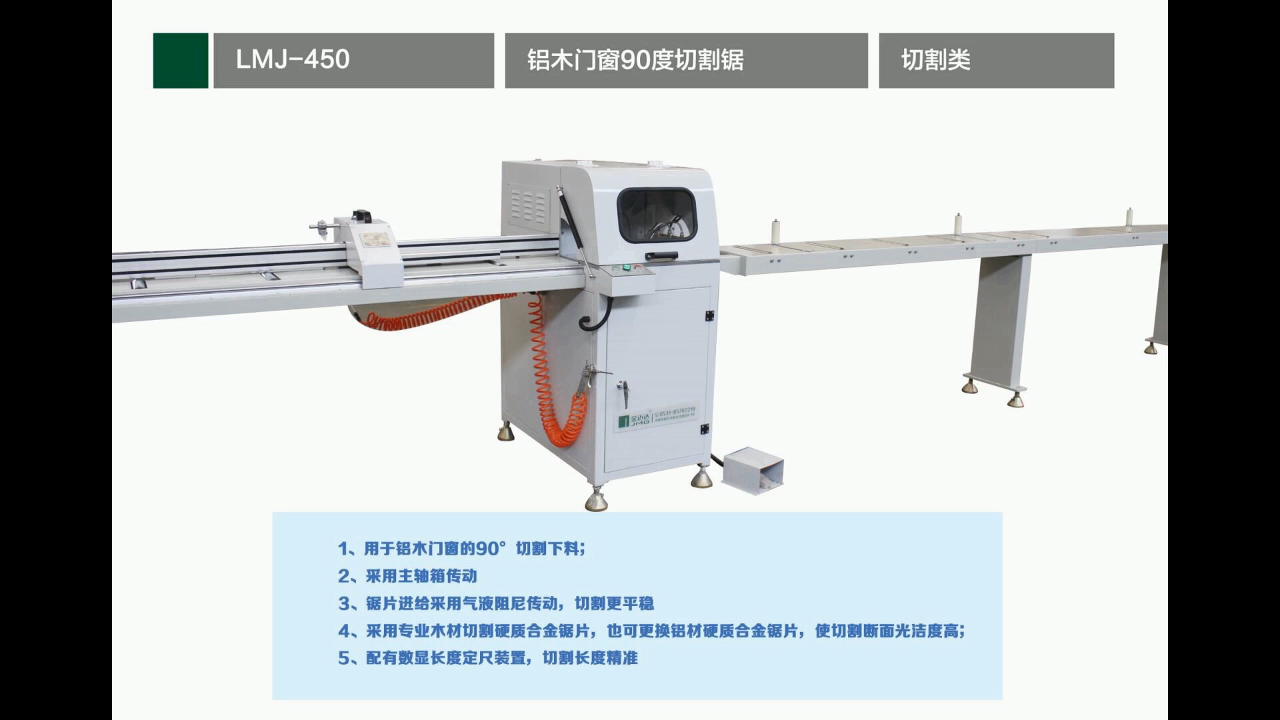 LMJ-450
铝木门窗90度切割锯
切割类
JMD
1、用于铝木门窗的90°切割下料；
2、采用主轴箱传动
3、锯片进给采用气液阻尼传动，切割更平稳
4、采用专业木材切割硬质合金锯片，也可更换铝材硬质合金锯片，使切割断面光洁度高；
5、配有数显长度定尺装置，切割长度精准